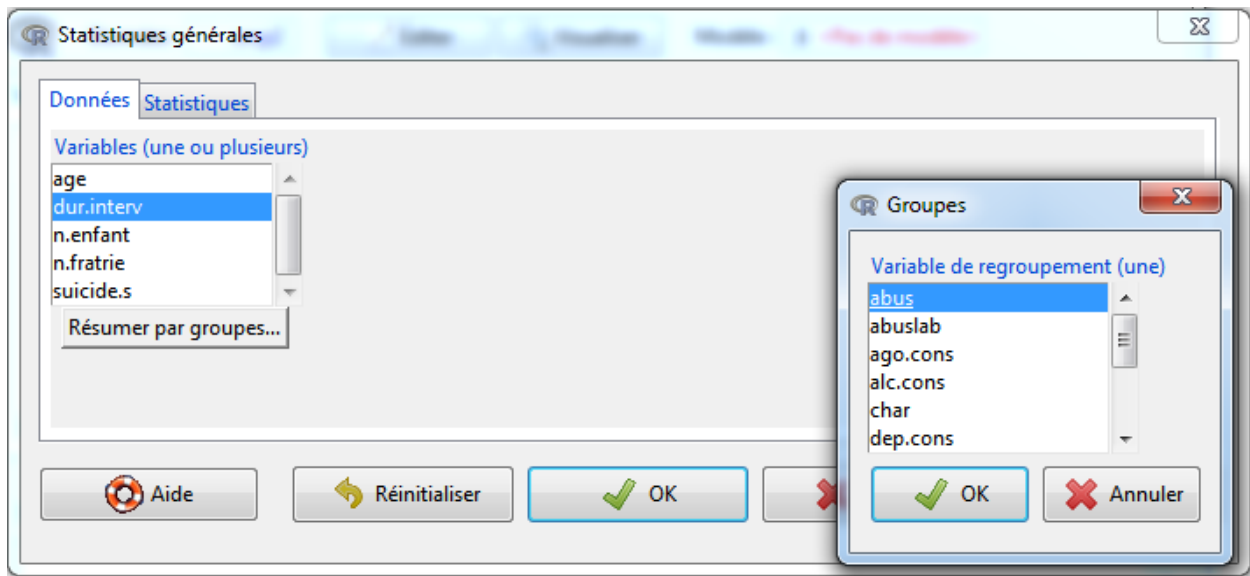 Statistiques générales
Données
Statistiques
Variables (une ou plusieurs)
age
dur.interv
n.enfant
n.fratrie
suicide.s
Résumer par groupes...
Aide
Réinitialiser
OK
Groupes
Variable de regroupement (une)
abus
abuslab
ago.cons
alc.cons
char
dep.cons
OK
Annuler